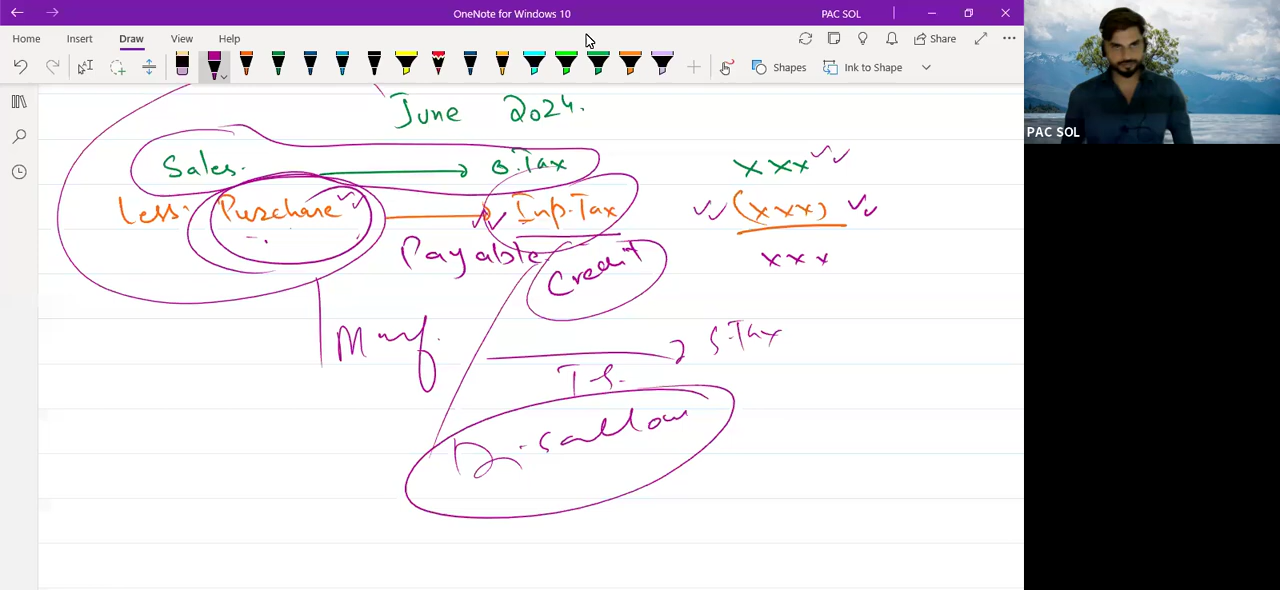 OneNote for Windows 10
PAC SOL
Home Insert Draw View Help
Share
Shapes
Ink to Shape
June 2024.
Sales. S.Tax xxx
Less. Purchase Inp.Tax (xxx)
Payable xxx
Credit
Manf.
S.Tax
T.S.
Disallow
PAC SOL